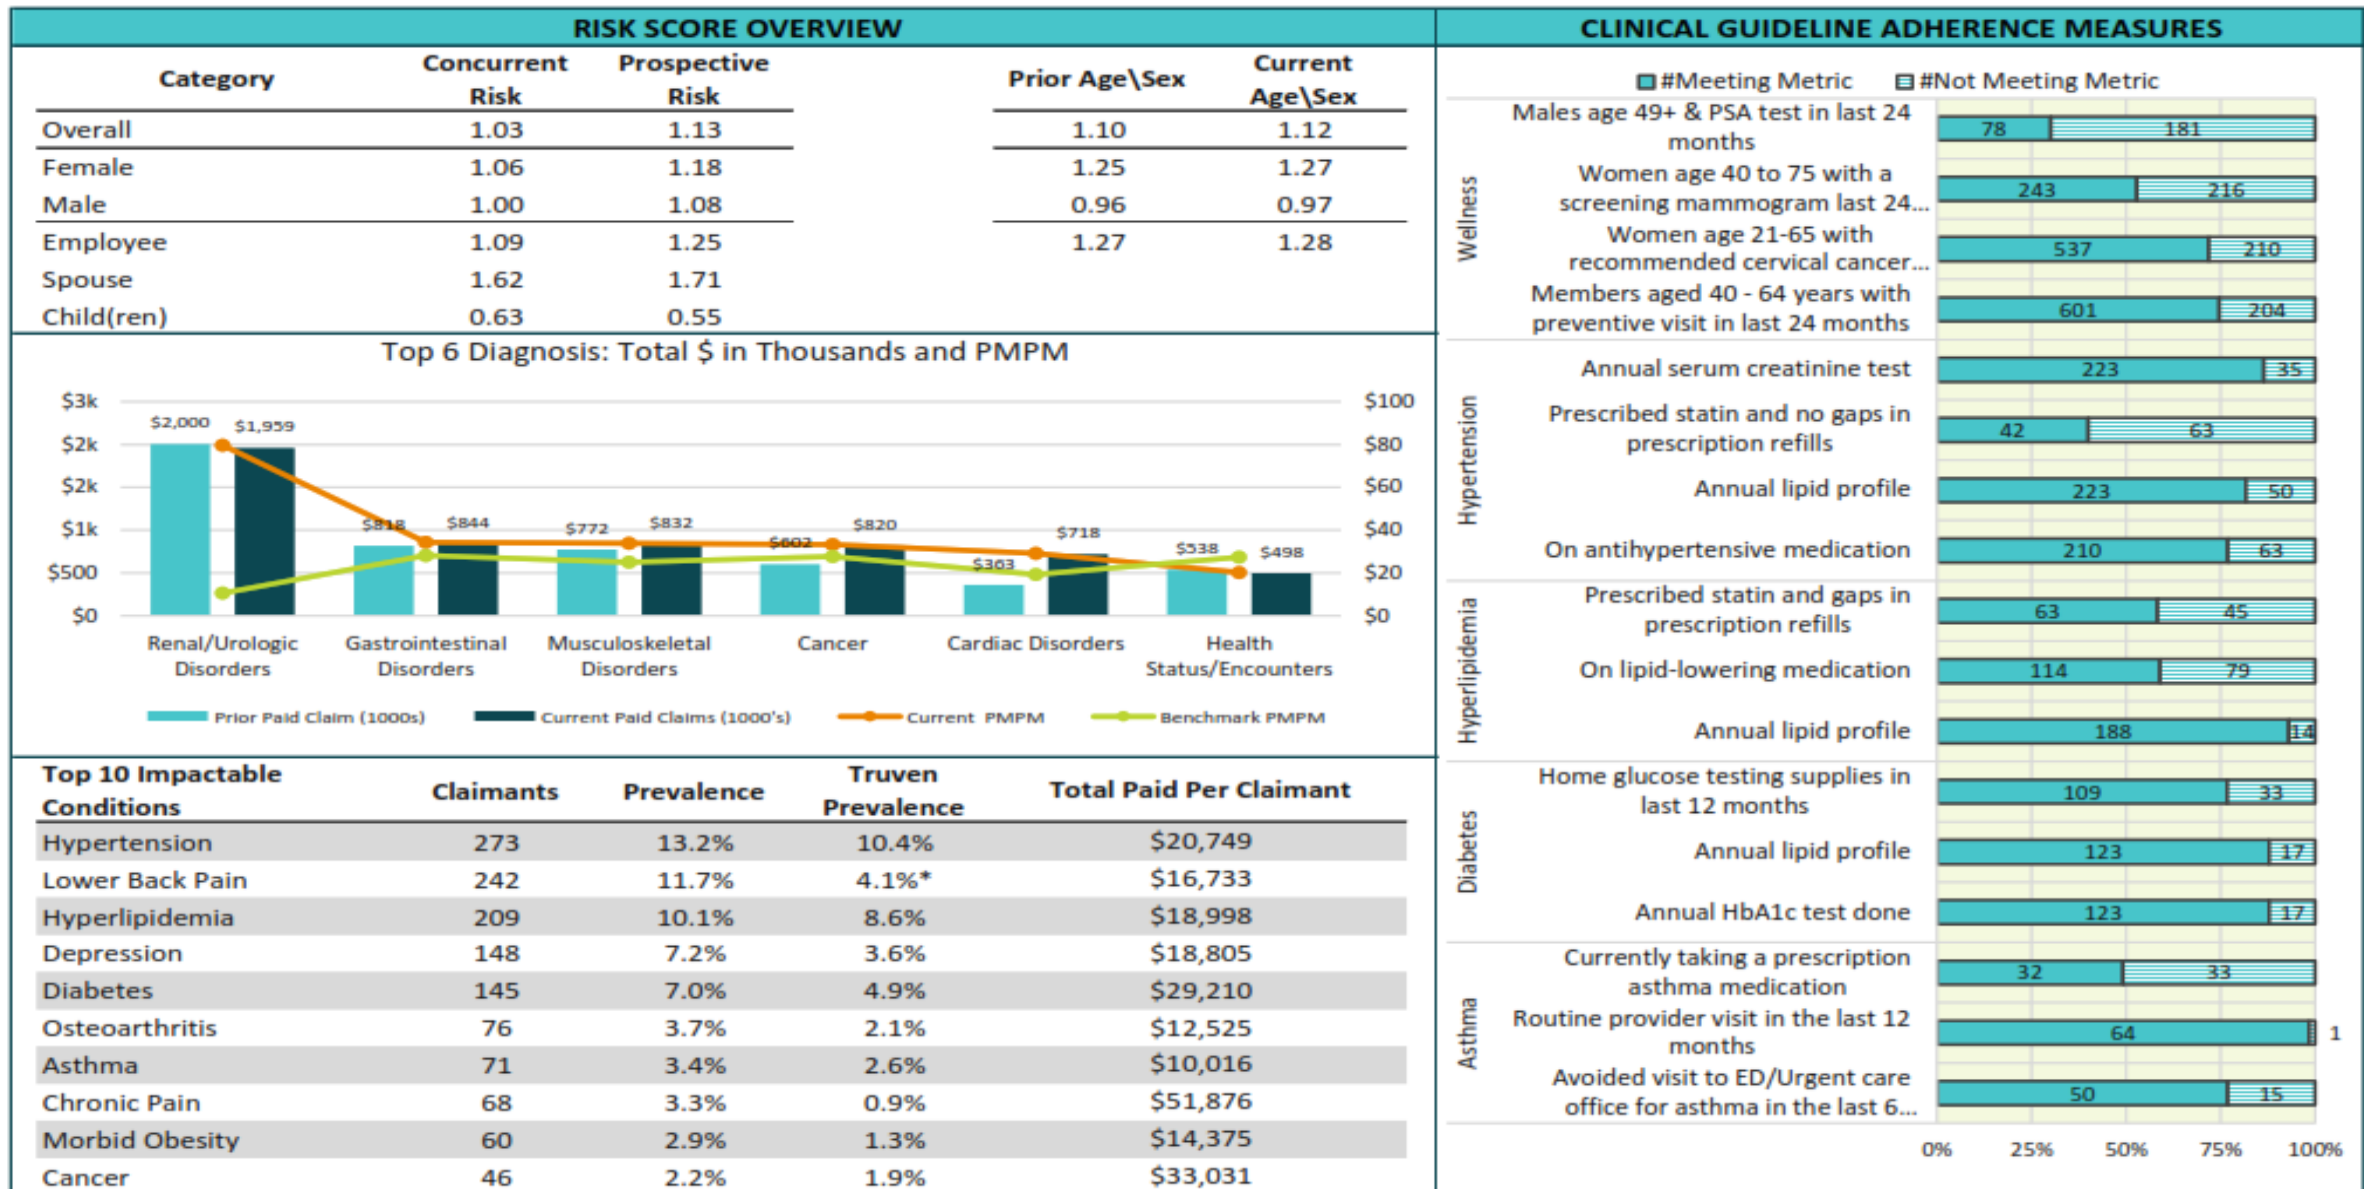 RISK SCORE OVERVIEW
Category Concurrent Risk Prospective Risk Prior Age\Sex Current Age\Sex
Overall 1.03 1.13 1.10 1.12
Female 1.06 1.18 1.25 1.27
Male 1.00 1.08 0.96 0.97
Employee 1.09 1.25 1.27 1.28
Spouse 1.62 1.71
Child(ren) 0.63 0.55
Top 6 Diagnosis: Total $ in Thousands and PMPM
$3k $100
$2k $80
$2k $60
$1k $40
$500 $20
$0 $0
$2,000 $1,959
$818 $844
$772 $832
$602 $820
$363 $718
$538 $498
Renal/Urologic Disorders
Gastrointestinal Disorders
Musculoskeletal Disorders
Cancer
Cardiac Disorders
Health Status/Encounters
Prior Paid Claim (1000s) Current Paid Claims (1000's) Current PMPM Benchmark PMPM
Top 10 Impactable Conditions Claimants Prevalence Truven Prevalence Total Paid Per Claimant
Hypertension 273 13.2% 10.4% $20,749
Lower Back Pain 242 11.7% 4.1%* $16,733
Hyperlipidemia 209 10.1% 8.6% $18,998
Depression 148 7.2% 3.6% $18,805
Diabetes 145 7.0% 4.9% $29,210
Osteoarthritis 76 3.7% 2.1% $12,525
Asthma 71 3.4% 2.6% $10,016
Chronic Pain 68 3.3% 0.9% $51,876
Morbid Obesity 60 2.9% 1.3% $14,375
Cancer 46 2.2% 1.9% $33,031
CLINICAL GUIDELINE ADHERENCE MEASURES
#Meeting Metric #Not Meeting Metric
Wellness
Males age 49+ & PSA test in last 24
months
78 181
Women age 40 to 75 with a
screening mammogram last 24...
243 216
Women age 21-65 with
recommended cervical cancer...
537 210
Members aged 40 - 64 years with
preventive visit in last 24 months
601 204
Hypertension
Annual serum creatinine test
223 35
Prescribed statin and no gaps in
prescription refills
42 63
Annual lipid profile
223 50
On antihypertensive medication
210 63
Hyperlipidemia
Prescribed statin and gaps in
prescription refills
63 45
On lipid-lowering medication
114 79
Annual lipid profile
188 14
Diabetes
Home glucose testing supplies in
last 12 months
109 33
Annual lipid profile
123 17
Annual HbA1c test done
123 17
Asthma
Currently taking a prescription
asthma medication
32 33
Routine provider visit in the last 12
months
64 1
Avoided visit to ED/Urgent care
office for asthma in the last 6...
50 15
0% 25% 50% 75% 100%